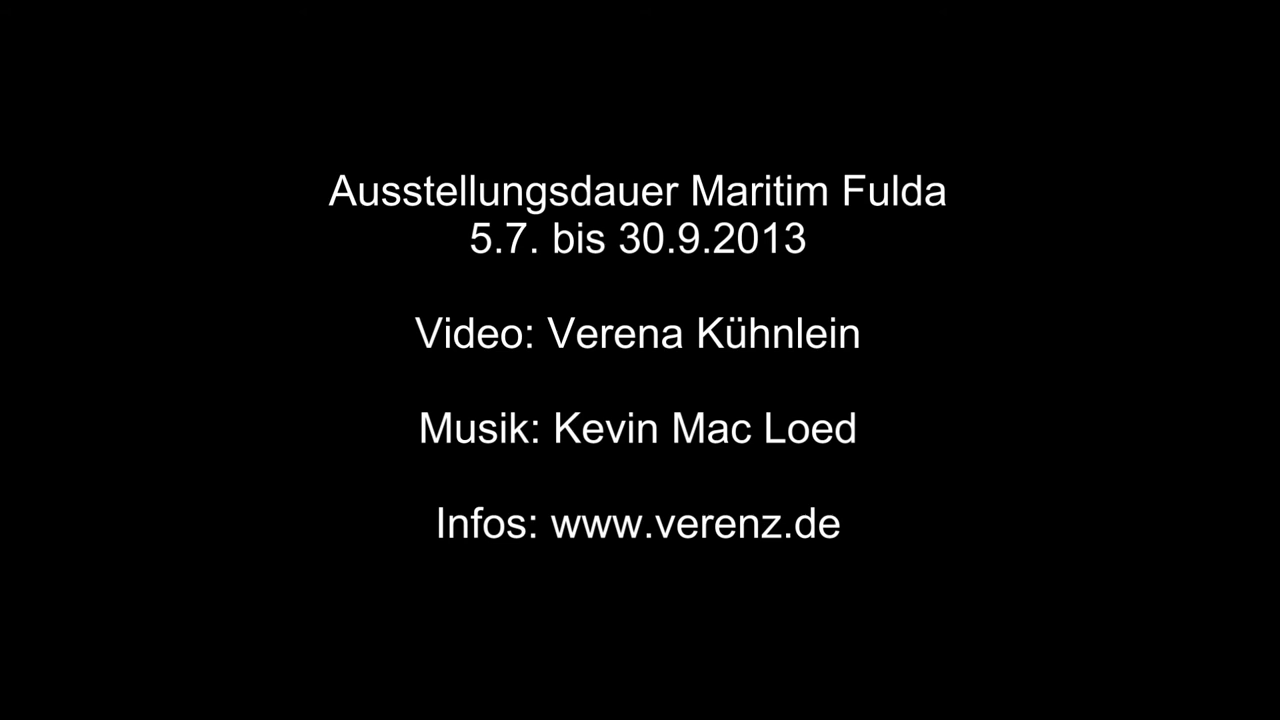 Ausstellungsdauer Maritim Fulda
5.7. bis 30.9.2013
Video: Verena Kühnlein
Musik: Kevin Mac Loed
Infos: www.verenz.de